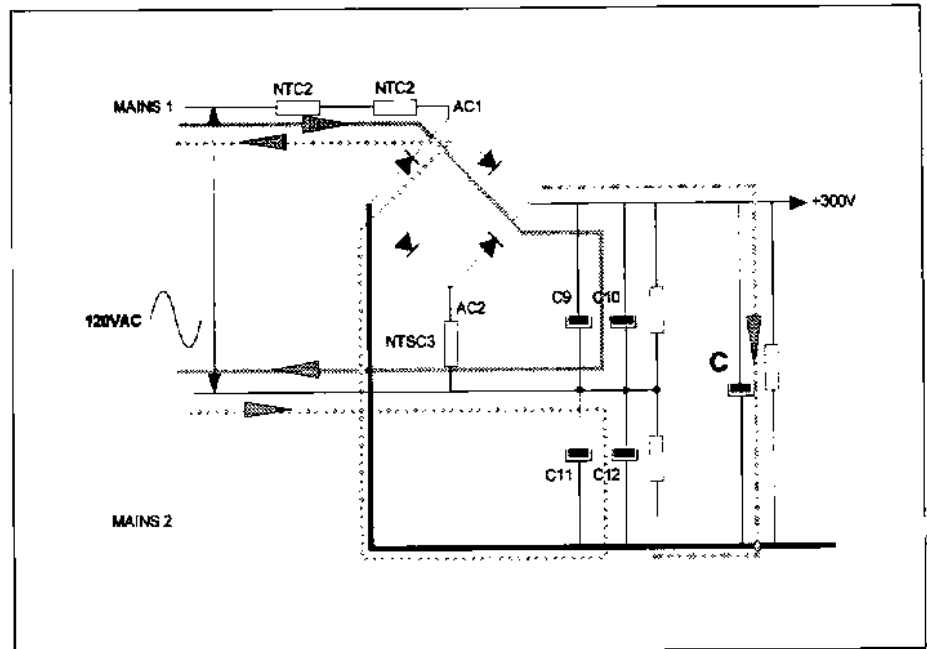 NTC2 NTC2
MAINS 1 AC1
+300V
C9 C10
AC2
120VAC
NTSC3
C
C11 C12
MAINS 2